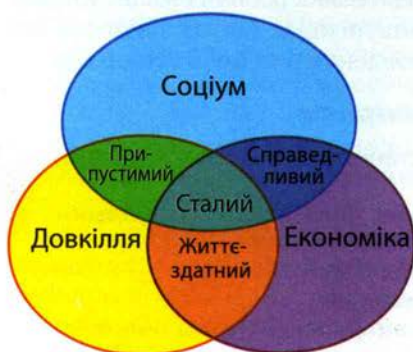 Соціум
При-
пустимий
Справед-
ливий
Сталий
Довкілля
Життє-
здатний
Економіка